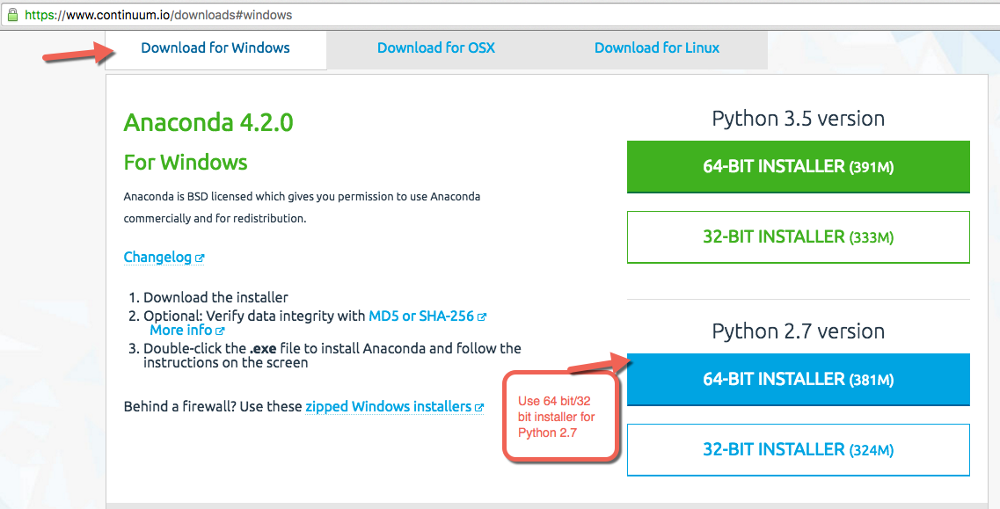 https://www.continuum.io/downloads#windows
Download for Windows
Download for OSX
Download for Linux
Anaconda 4.2.0
For Windows
Anaconda is BSD licensed which gives you permission to use Anaconda
commercially and for redistribution.
Changelog
1. Download the installer
2. Optional: Verify data integrity with MD5 or SHA-256
More info
3. Double-click the .exe file to install Anaconda and follow the
instructions on the screen
Behind a firewall? Use these zipped Windows installers
Python 3.5 version
64-BIT INSTALLER (391M)
32-BIT INSTALLER (333M)
Python 2.7 version
64-BIT INSTALLER (381M)
32-BIT INSTALLER (324M)
Use 64 bit/32
bit installer for
Python 2.7